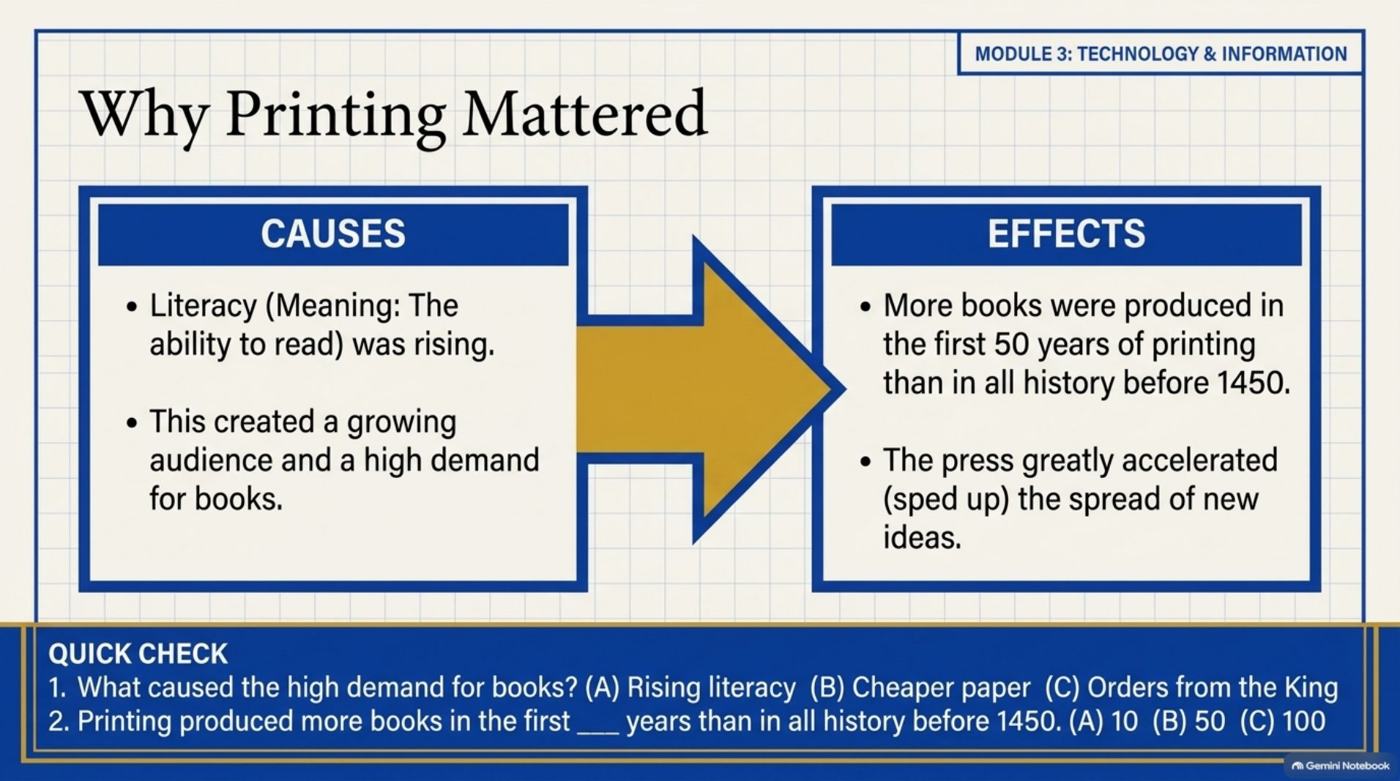 MODULE 3: TECHNOLOGY & INFORMATION
Why Printing Mattered
CAUSES
• Literacy (Meaning: The
ability to read) was rising.
• This created a growing
audience and a high demand
for books.
EFFECTS
• More books were produced in
the first 50 years of printing
than in all history before 1450.
• The press greatly accelerated
(sped up) the spread of new
ideas.
QUICK CHECK
1. What caused the high demand for books? (A) Rising literacy (B) Cheaper paper (C) Orders from the King
2. Printing produced more books in the first ___ years than in all history before 1450. (A) 10 (B) 50 (C) 100
Gemini Notebook